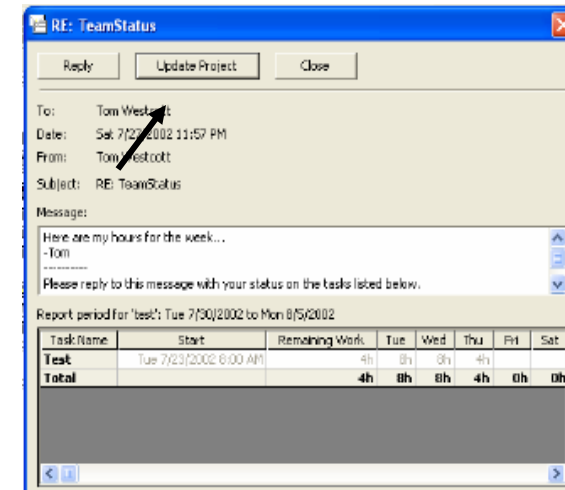 RE: TeamStatus
Reply Update Project Close
To: Tom Westcott
Date: Sat 7/27/2002 11:57 PM
From: Tom Westcott
Subject: RE: TeamStatus
Message:
Here are my hours for the week...
-Tom
----------
Please reply to this message with your status on the tasks listed below.
Report period for 'test': Tue 7/30/2002 to Mon 8/5/2002
Task Name Start Remaining Work Tue Wed Thu Fri Sat
Test Tue 7/23/2002 8:00 AM 4h 8h 8h 4h
Total 4h 8h 8h 4h 0h 0h